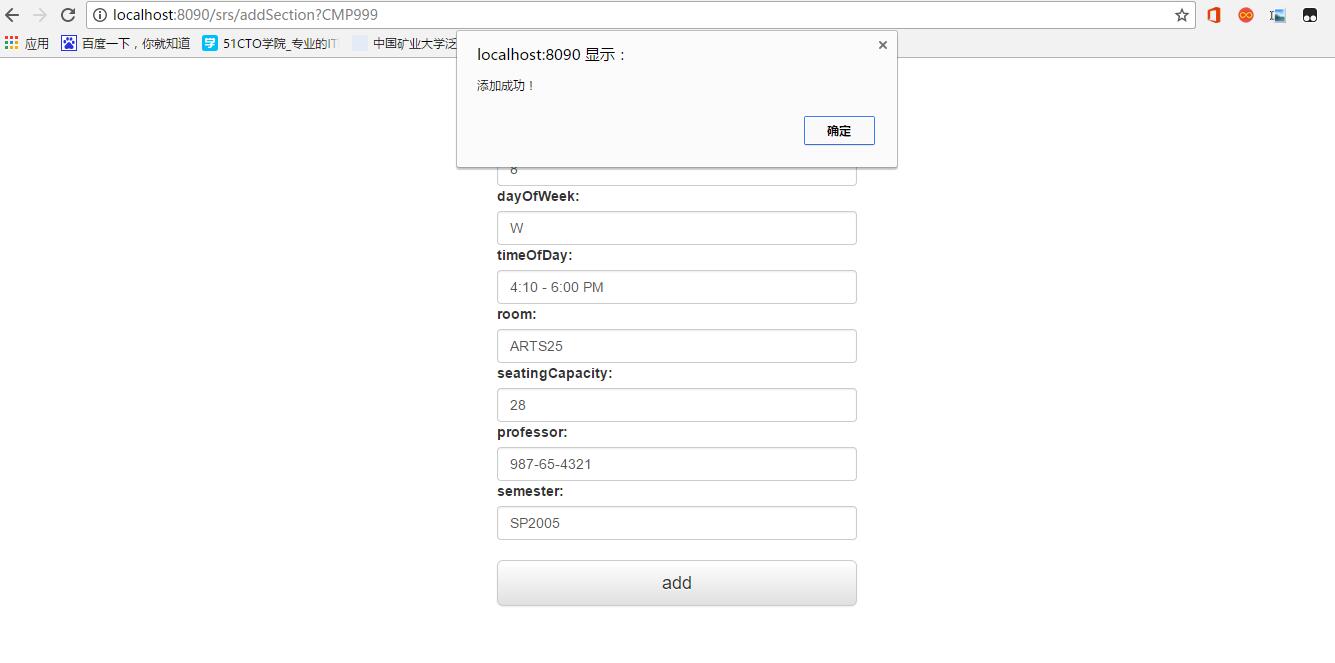 localhost:8090/srs/addSection?CMP999
应用 百度一下，你就知道 学 51CTO学院_专业的IT 中国矿业大学泛
localhost:8090 显示：
添加成功！
确定
8
dayOfWeek:
W
timeOfDay:
4:10 - 6:00 PM
room:
ARTS25
seatingCapacity:
28
professor:
987-65-4321
semester:
SP2005
add